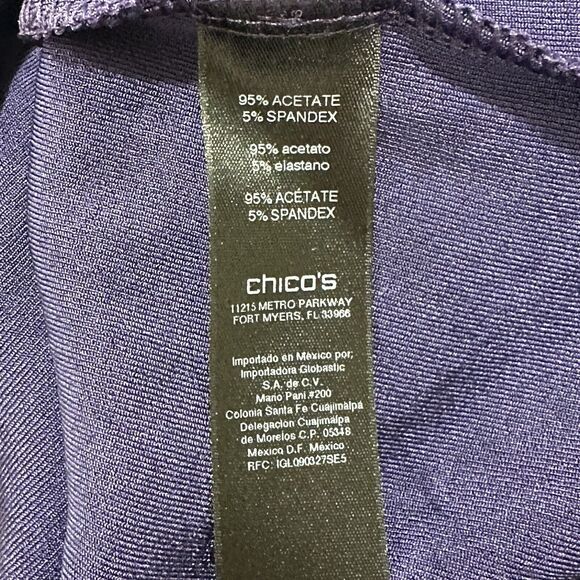 95% ACETATE
5% SPANDEX
95% acetato
5% elastano
95% ACÉTATE
5% SPANDEX
chico's
11215 METRO PARKWAY
FORT MYERS, FL 33966
Importado en México por:
Importadora Globastic
S.A. de C.V.
Mario Pani #200
Colonia Santa Fe Cuajimalpa
Delegación Cuajimalpa
de Morelos C.P. 05348
México D.F. México
RFC: IGL090327SE5